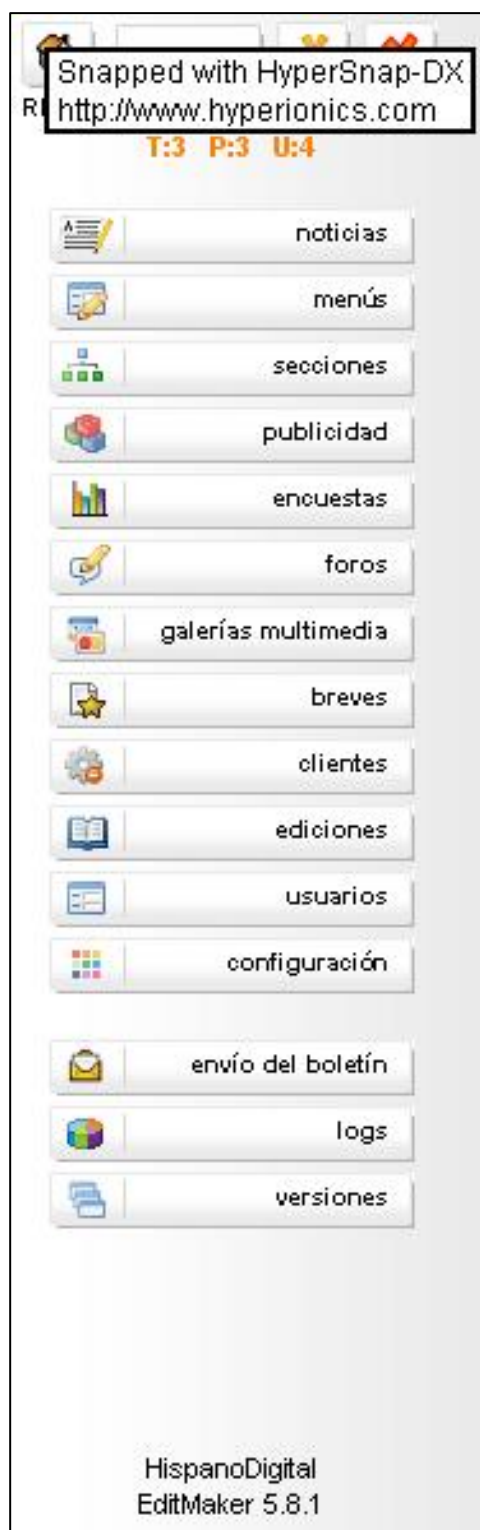 Snapped with HyperSnap-DX
http://www.hyperionics.com
T:3 P:3 U:4
noticias
menús
secciones
publicidad
encuestas
foros
galerías multimedia
breves
clientes
ediciones
usuarios
configuración
envío del boletín
logs
versiones
HispanoDigital
EditMaker 5.8.1